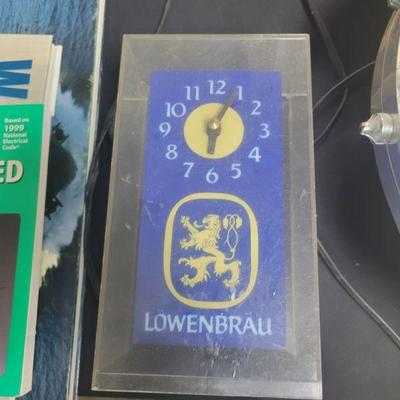 W
Based on
1999
National
Electrical
Code®
ED
12
11 1
10 2
9 3
8 4
7 6 5
LÖWENBRÄU